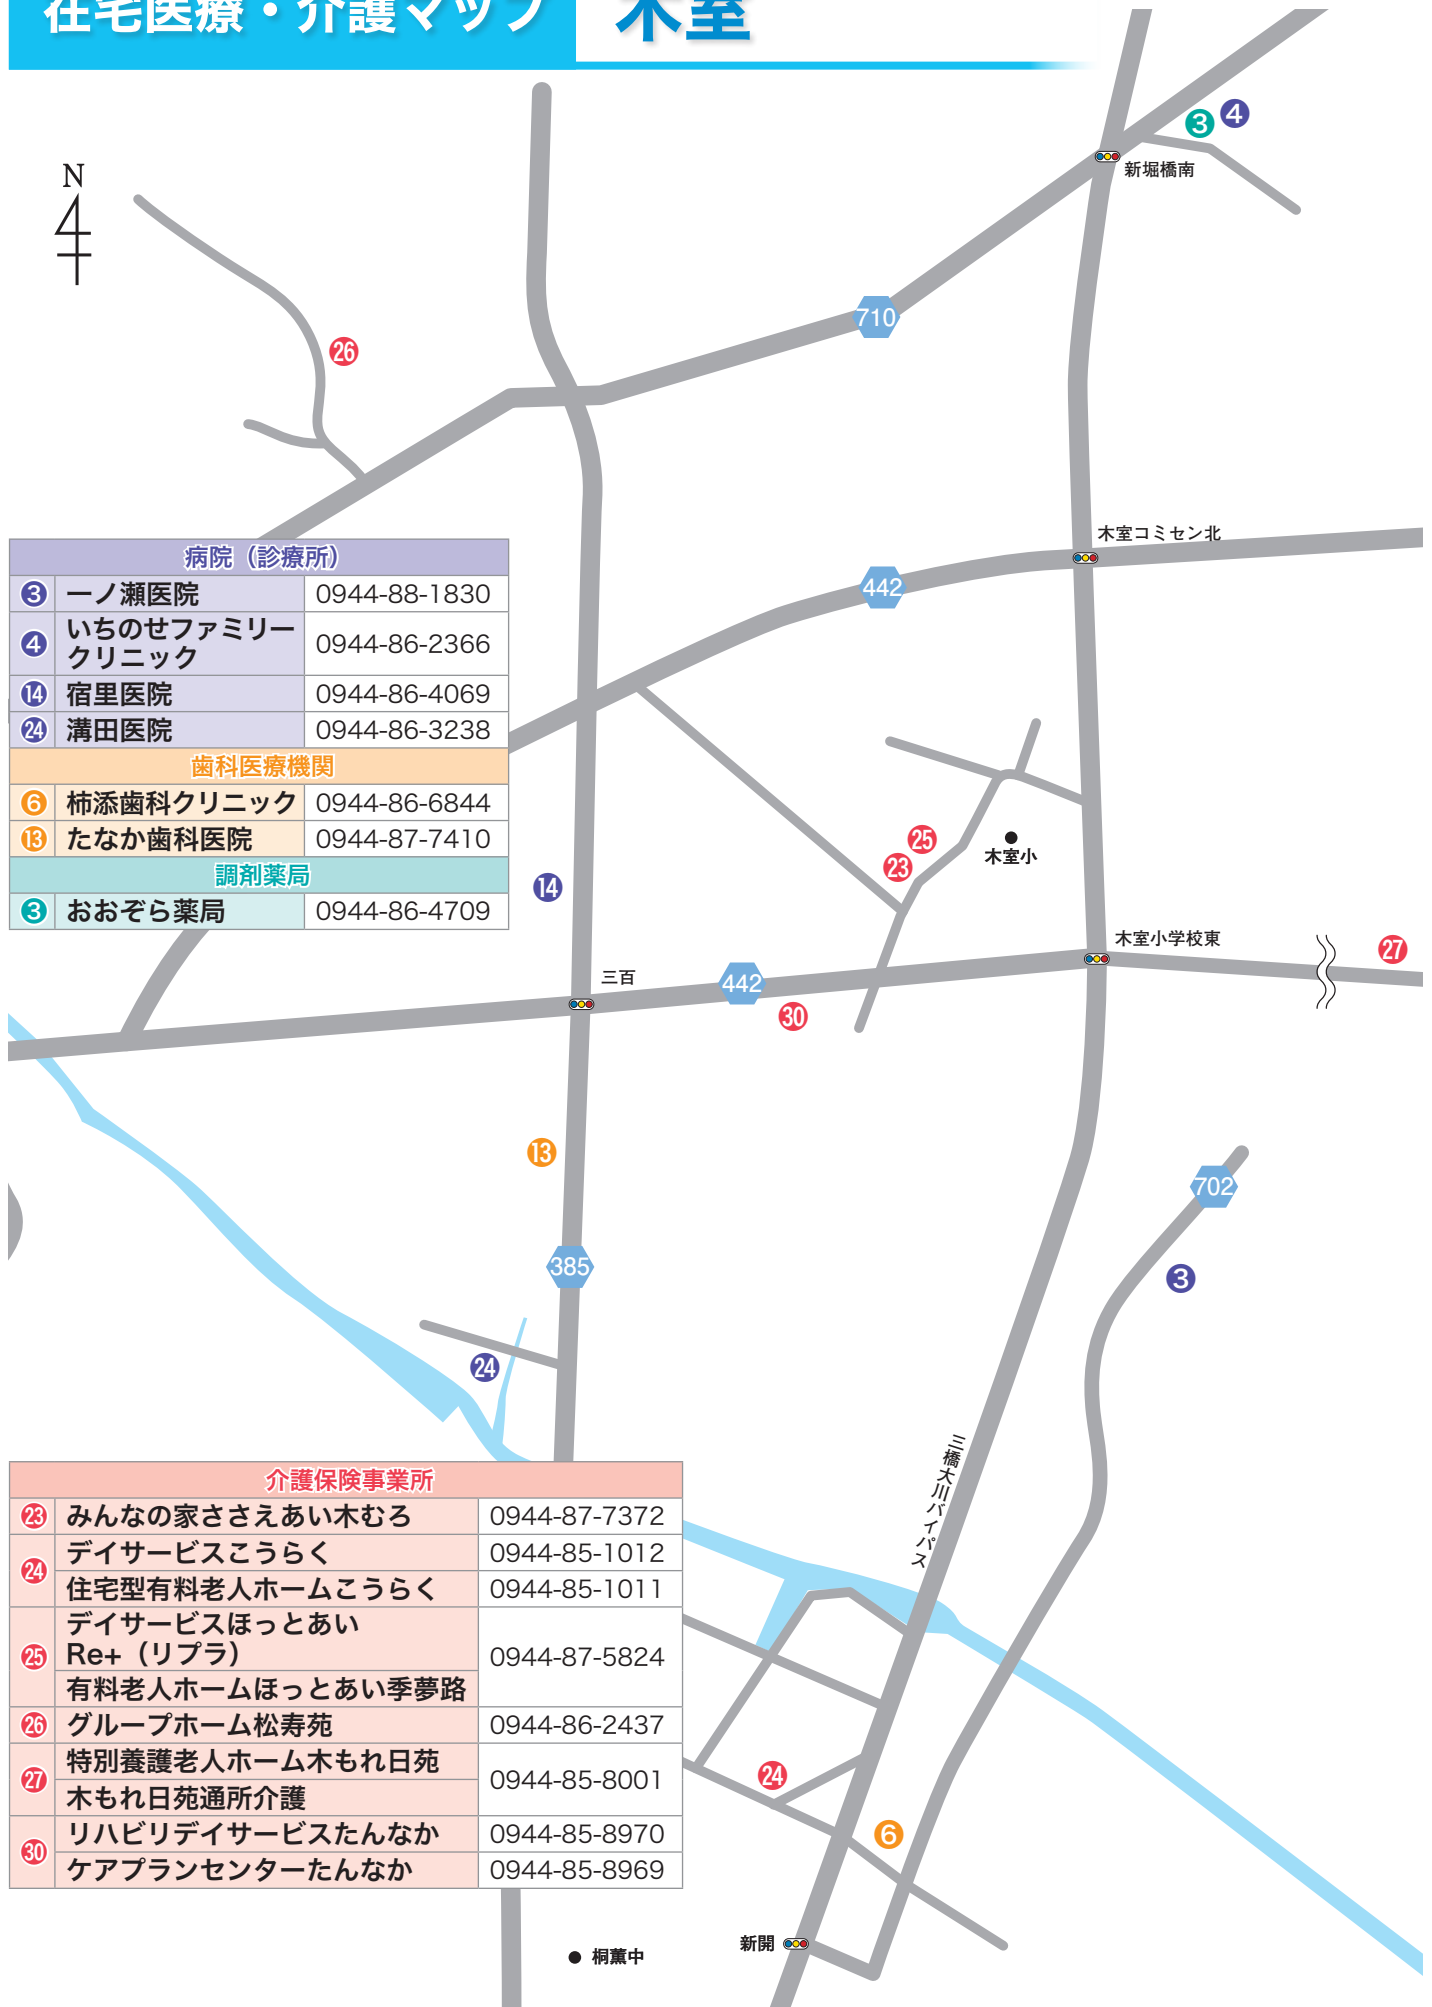 在宅医療・介護マップ 木室
3 4
新堀橋南
N
710
26
木室コミセン北
442
病院（診療所）
3 一ノ瀬医院 0944-88-1830
4 いちのせファミリー
クリニック 0944-86-2366
14 宿里医院 0944-86-4069
24 溝田医院 0944-86-3238
歯科医療機関
6 柿添歯科クリニック 0944-86-6844
13 たなか歯科医院 0944-87-7410
調剤薬局
3 おおぞら薬局 0944-86-4709
25
23
木室小
14
木室小学校東
27
三百
442
30
13
702
385
3
24
三橋大川バイパス
介護保険事業所
23 みんなの家ささえあい木むろ 0944-87-7372
24 デイサービスこうらく 0944-85-1012
住宅型有料老人ホームこうらく 0944-85-1011
25 デイサービスほっとあい
Re+（リプラ） 0944-87-5824
有料老人ホームほっとあい季夢路
26 グループホーム松寿苑 0944-86-2437
27 特別養護老人ホーム木もれ日苑 0944-85-8001
木もれ日苑通所介護
30 リハビリデイサービスたんなか 0944-85-8970
ケアプランセンターたんなか 0944-85-8969
24
6
新開
桐薫中